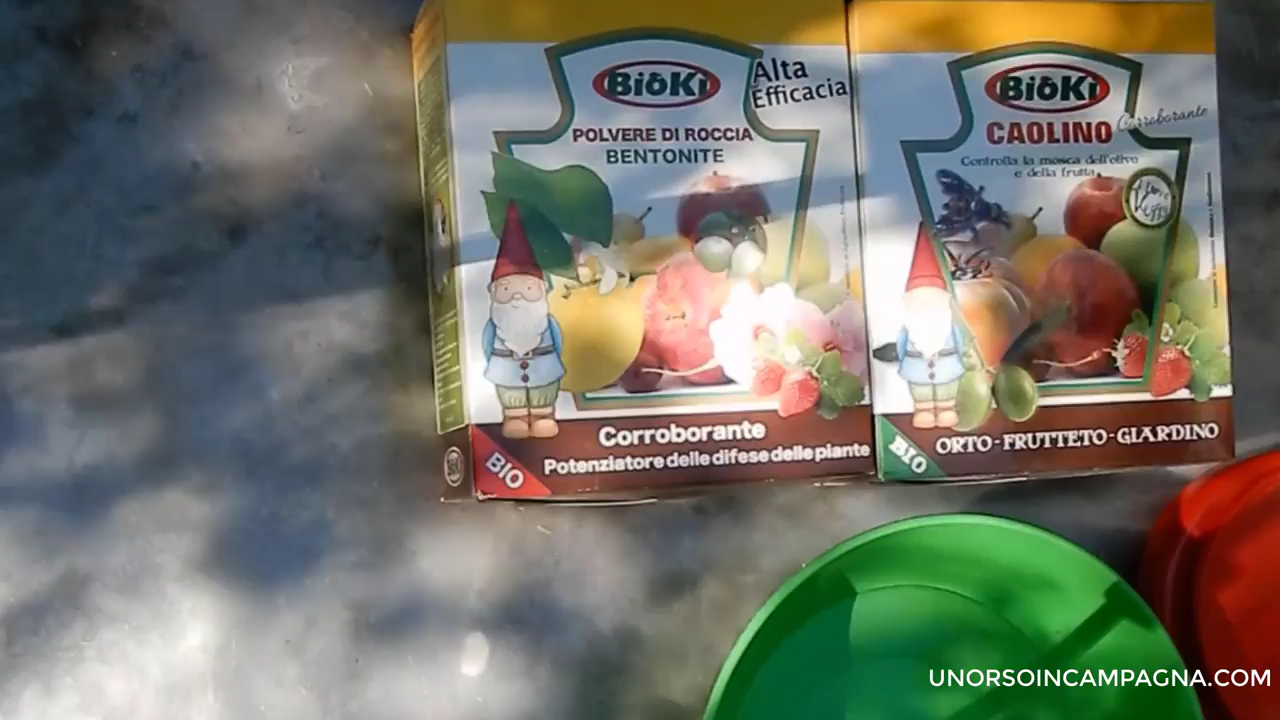 BiòKi
Alta
Efficacia
POLVERE DI ROCCIA
BENTONITE
Corroborante
Potenziatore delle difese delle piante
BIO
BiòKi
CAOLINO
Corroborante
Controlla la mosca dell'olive
e della frutta
BIO
ORTO-FRUTTETO-GIARDINO
UNORSOINCAMPAGNA.COM